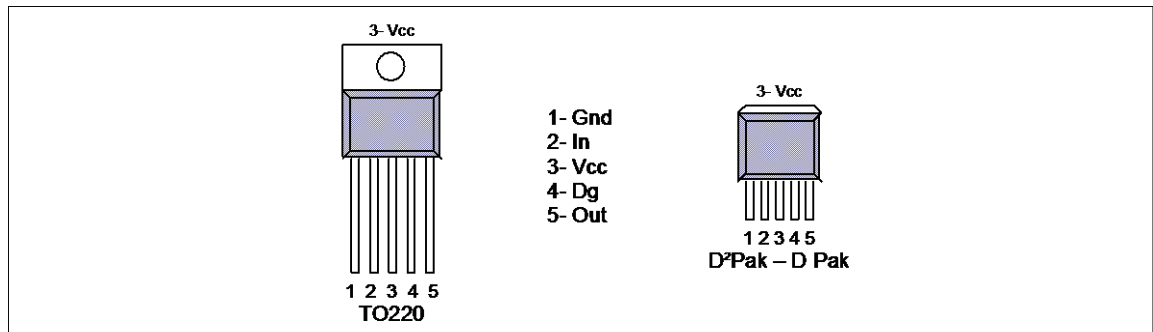 3- Vcc
1 2 3 4 5
TO220
1- Gnd
2- In
3- Vcc
4- Dg
5- Out
3- Vcc
1 2 3 4 5
D²Pak – D Pak